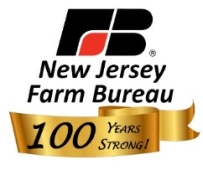 ®
New Jersey
Farm Bureau
100 YEARS
STRONG!